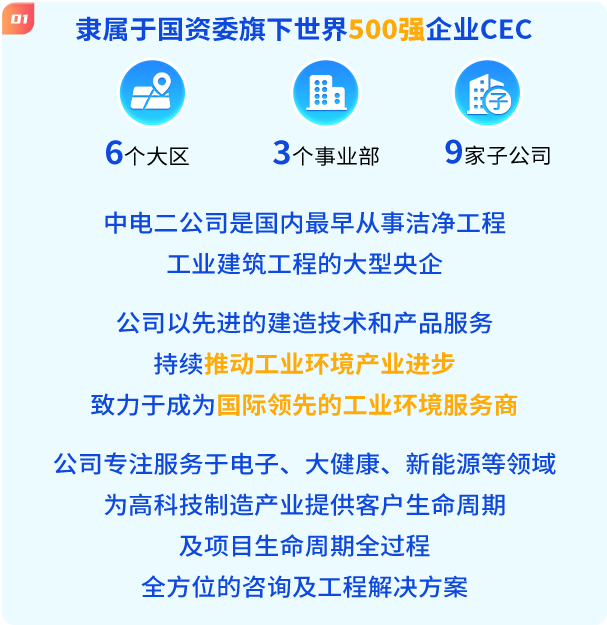 01
隶属于国资委旗下世界500强企业CEC
子
6个大区
3个事业部
9家子公司
中电二公司是国内最早从事洁净工程
工业建筑工程的大型央企
公司以先进的建造技术和产品服务
持续推动工业环境产业进步
致力于成为国际领先的工业环境服务商
公司专注服务于电子、大健康、新能源等领域
为高科技制造产业提供客户生命周期
及项目生命周期全过程
全方位的咨询及工程解决方案